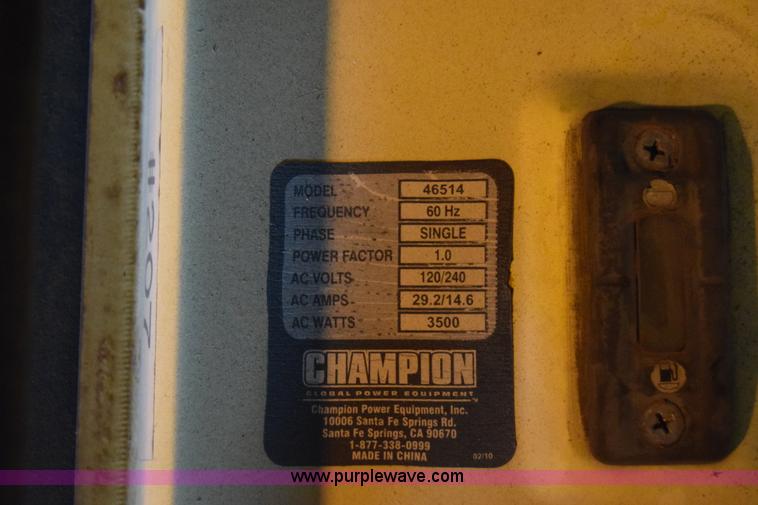 MODEL 46514
FREQUENCY 60 Hz
PHASE SINGLE
POWER FACTOR 1.0
AC VOLTS 120/240
AC AMPS 29.2/14.6
AC WATTS 3500
CHAMPION
GLOBAL POWER EQUIPMENT
Champion Power Equipment, Inc.
10006 Santa Fe Springs Rd.
Santa Fe Springs, CA 90670
1-877-338-0999
MADE IN CHINA 02/10
www.purplewave.com